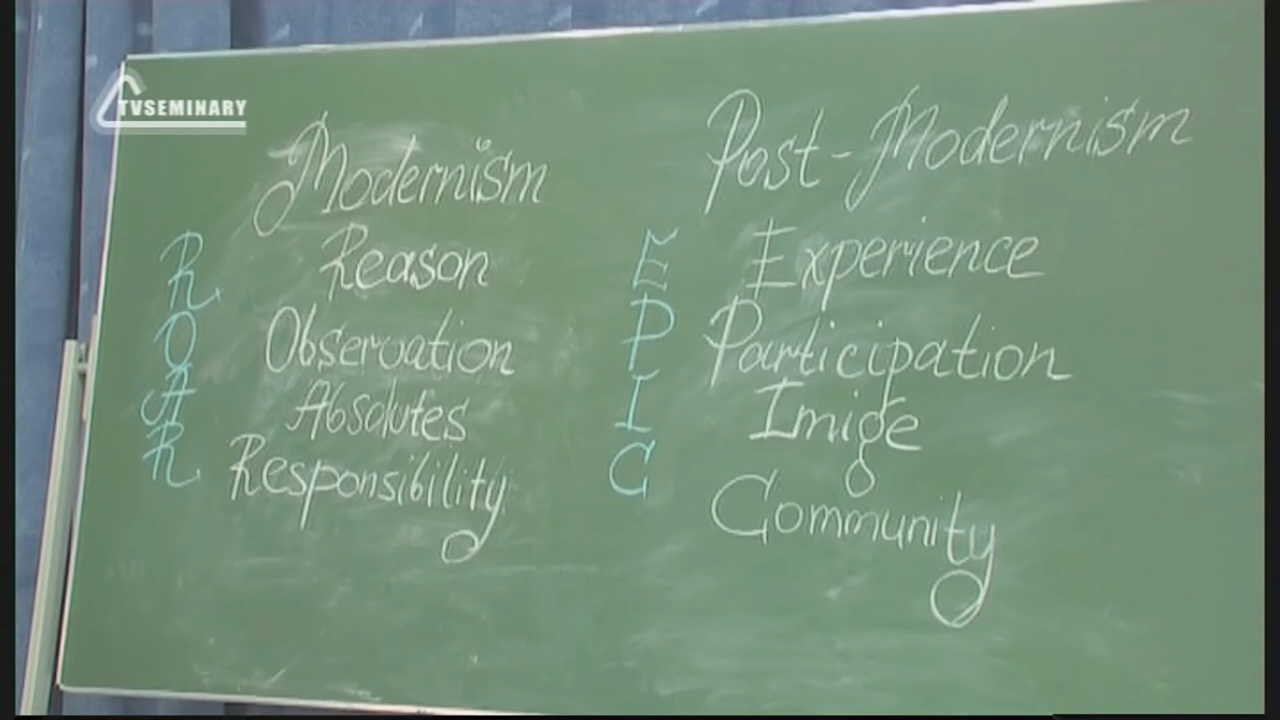 TVSEMINARY
Modernism
Post-Modernism
R Reason
E Experience
O Observation
P Participation
A Absolutes
I Imige
R Responsibility
C Community